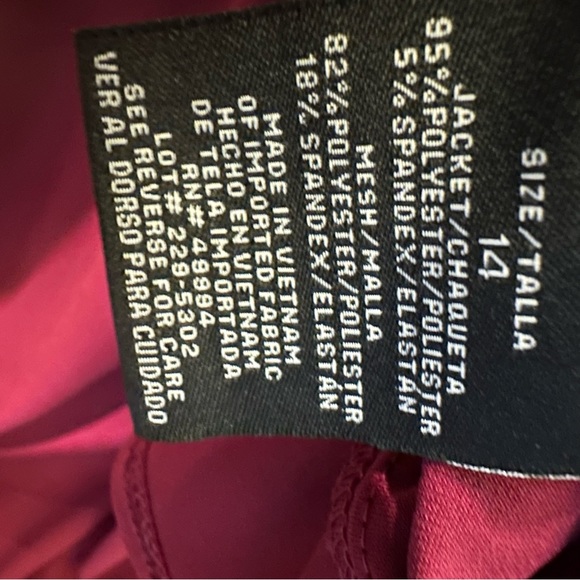 SIZE/TALLA
14
JACKET/CHAQUETA
95%POLYESTER/POLIESTER
5%SPANDEX/ELASTÁN
MESH/MALLA
82%POLYESTER/POLIESTER
18%SPANDEX/ELASTÁN
MADE IN VIETNAM
OF IMPORTED FABRIC
HECHO EN VIETNAM
DE TELA IMPORTADA
RN# 49994
LOT# 229-5302
SEE REVERSE FOR CARE
VER AL DORSO PARA CUIDADO